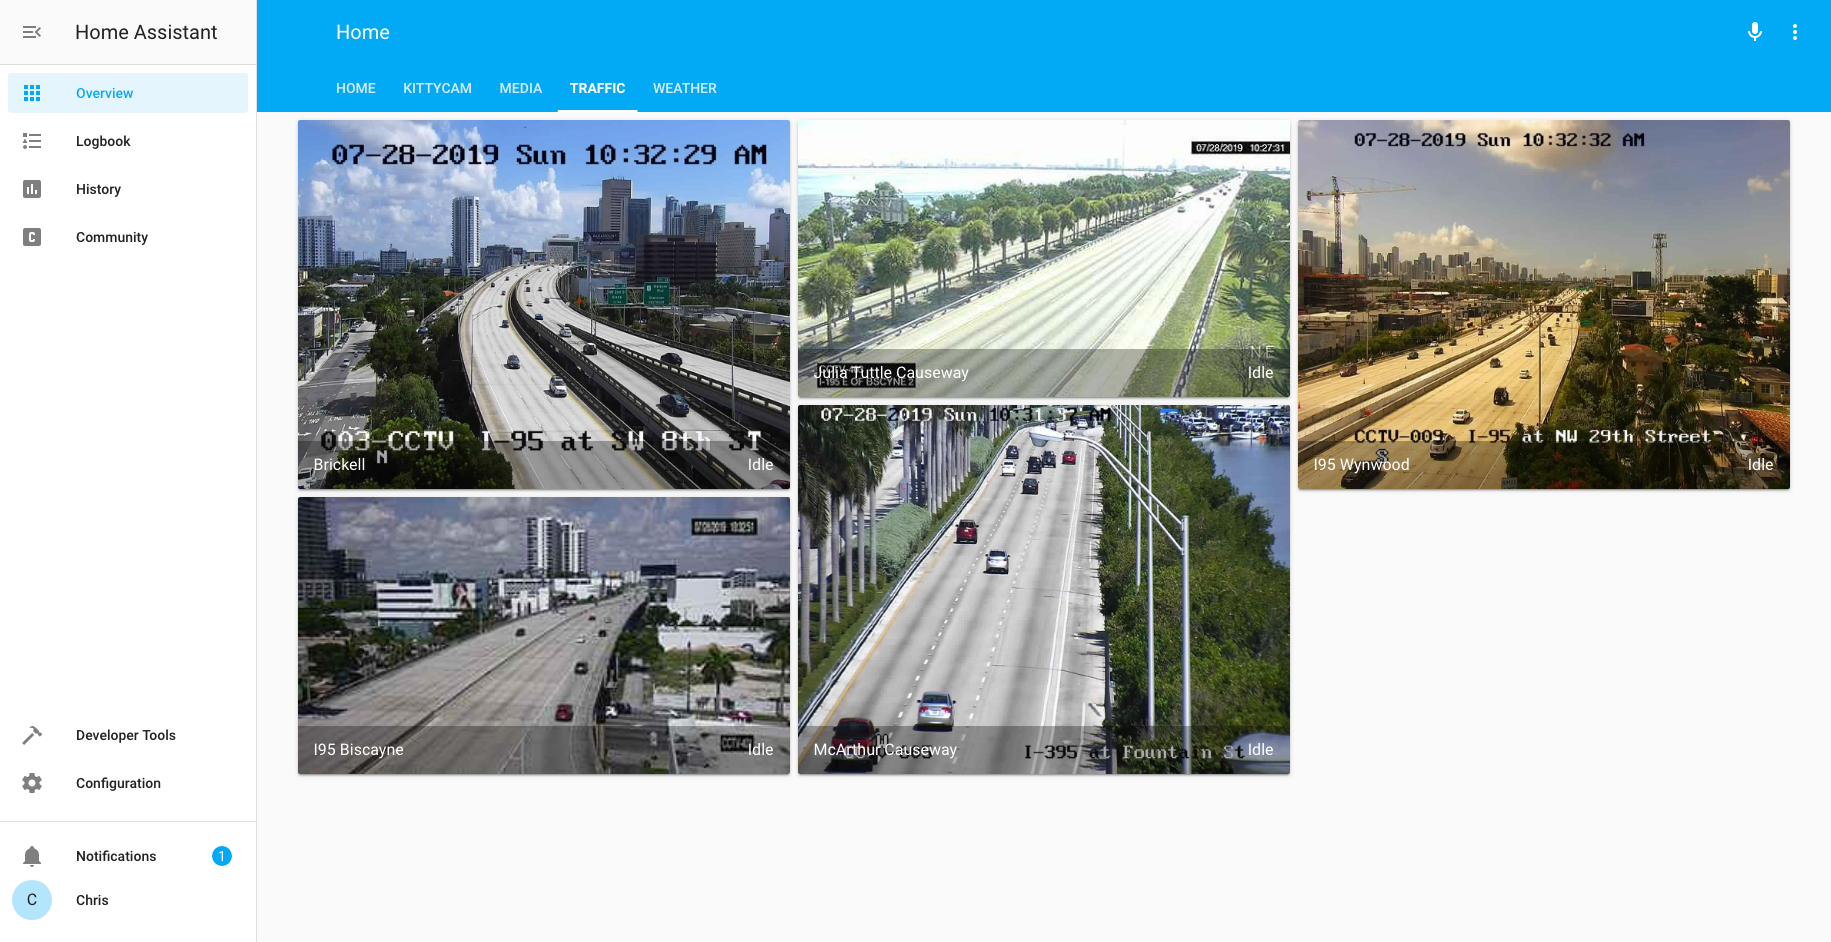 Home Assistant
Overview
Logbook
History
Community
Developer Tools
Configuration
Notifications 1
C Chris
Home
HOME KITTYCAM MEDIA TRAFFIC WEATHER
07-28-2019 Sun 10:32:29 AM
003-CCTV I-95 at SW 8th ST
N
Brickell Idle
07/28/2019 10:27:31
N E
Julia Tuttle Causeway Idle
I-195 E OF BSCYNE 2
07-28-2019 Sun 10:32:32 AM
CCTV-009 I-95 at NW 29th Street
S
I95 Wynwood Idle
07/28/2019 10:32:51
I95 Biscayne Idle
07-28-2019 Sun 10:31:37 AM
McArthur Causeway Idle
I-395 at Fountain St